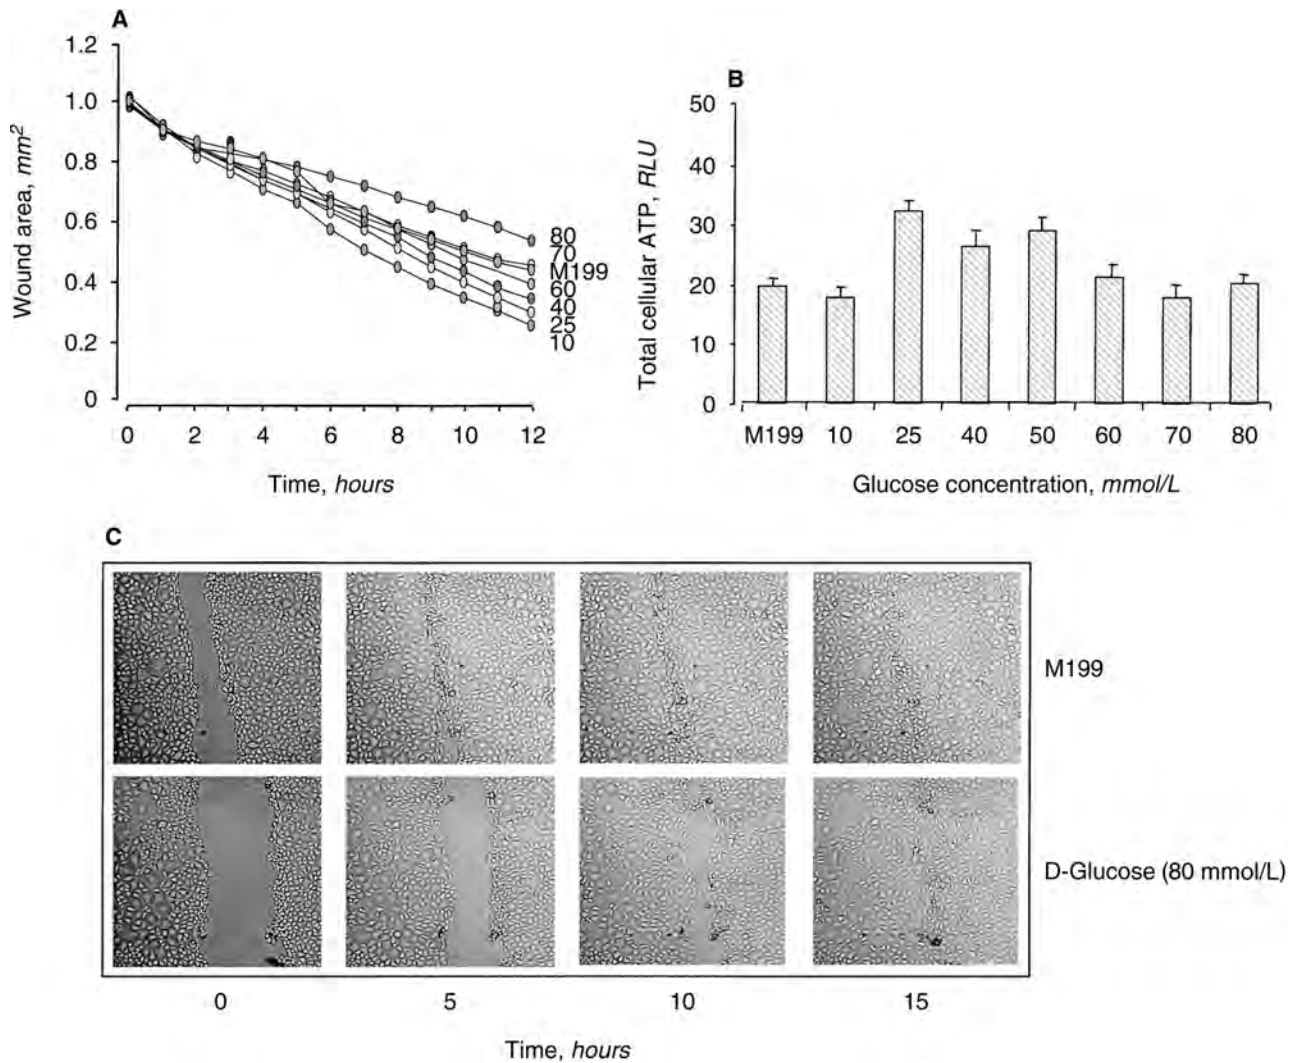 A
1.2
1.0
0.8
0.6
0.4
0.2
0
Wound area, mm2
80
70
M199
60
40
25
10
0 2 4 6 8 10 12
Time, hours
B
50
40
30
20
10
0
Total cellular ATP, RLU
M199 10 25 40 50 60 70 80
Glucose concentration, mmol/L
C
M199
D-Glucose (80 mmol/L)
0 5 10 15
Time, hours